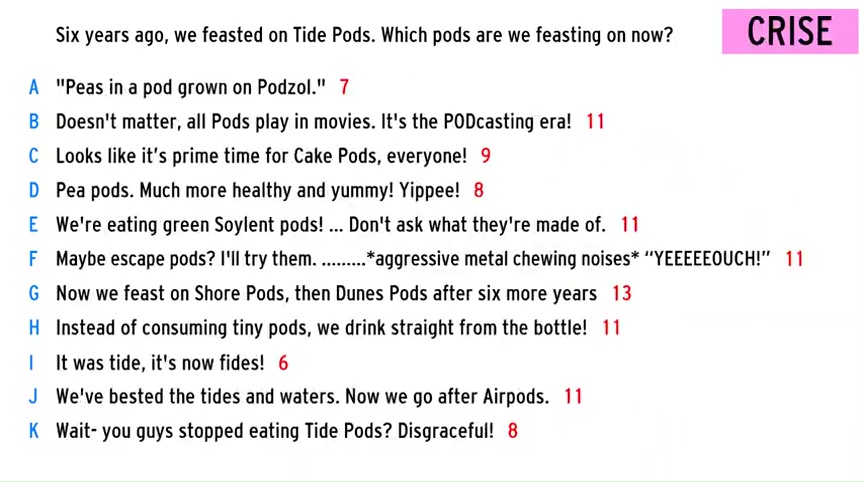 Six years ago, we feasted on Tide Pods. Which pods are we feasting on now?
CRISE
A "Peas in a pod grown on Podzol." 7
B Doesn't matter, all Pods play in movies. It's the PODcasting era! 11
C Looks like it's prime time for Cake Pods, everyone! 9
D Pea pods. Much more healthy and yummy! Yippee! 8
E We're eating green Soylent pods! ... Don't ask what they're made of. 11
F Maybe escape pods? I'll try them. .........*aggressive metal chewing noises* “YEEEEEOUCH!” 11
G Now we feast on Shore Pods, then Dunes Pods after six more years 13
H Instead of consuming tiny pods, we drink straight from the bottle! 11
I It was tide, it's now fides! 6
J We've bested the tides and waters. Now we go after Airpods. 11
K Wait- you guys stopped eating Tide Pods? Disgraceful! 8